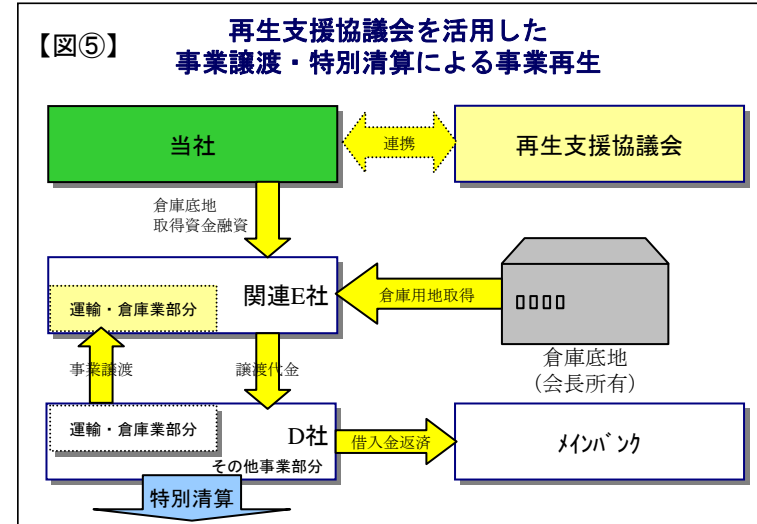 【図⑤】
再生支援協議会を活用した
事業譲渡・特別清算による事業再生
当社
連携
再生支援協議会
倉庫底地
取得資金融資
関連E社
運輸・倉庫業部分
倉庫用地取得
倉庫底地
(会長所有)
事業譲渡
譲渡代金
運輸・倉庫業部分
D社
その他事業部分
借入金返済
メインバンク
特別清算